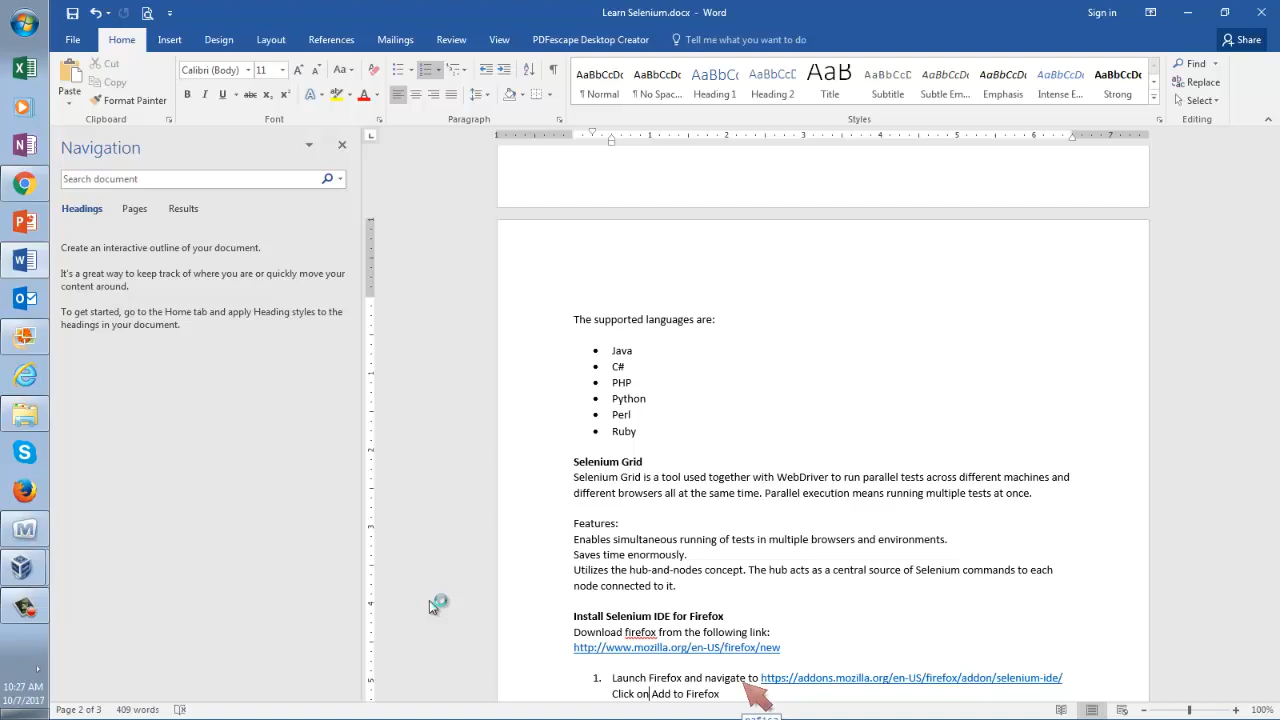 Learn Selenium.docx - Word
Sign in
File Home Insert Design Layout References Mailings Review View PDFescape Desktop Creator Tell me what you want to do
Share
Paste
Cut
Copy
Format Painter
Clipboard
Calibri (Body) 11
Font
Paragraph
AaBbCcDc AaBbCcDc AaBbCc AaBbCcC AaB AaBbCcC AaBbCcDc AaBbCcDc AaBbCcDc AaBbCcDc
¶ Normal ¶ No Spac... Heading 1 Heading 2 Title Subtitle Subtle Em... Emphasis Intense E... Strong
Styles
Find
Replace
Select
Editing
Navigation
Search document
Headings Pages Results
Create an interactive outline of your document.
It's a great way to keep track of where you are or quickly move your
content around.
To get started, go to the Home tab and apply Heading styles to the
headings in your document.
The supported languages are:
• Java
• C#
• PHP
• Python
• Perl
• Ruby
Selenium Grid
Selenium Grid is a tool used together with WebDriver to run parallel tests across different machines and
different browsers all at the same time. Parallel execution means running multiple tests at once.
Features:
Enables simultaneous running of tests in multiple browsers and environments.
Saves time enormously.
Utilizes the hub-and-nodes concept. The hub acts as a central source of Selenium commands to each
node connected to it.
Install Selenium IDE for Firefox
Download firefox from the following link:
http://www.mozilla.org/en-US/firefox/new
1. Launch Firefox and navigate to https://addons.mozilla.org/en-US/firefox/addon/selenium-ide/
Click on Add to Firefox
10:27 AM
10/7/2017
Page 2 of 3 409 words
100%